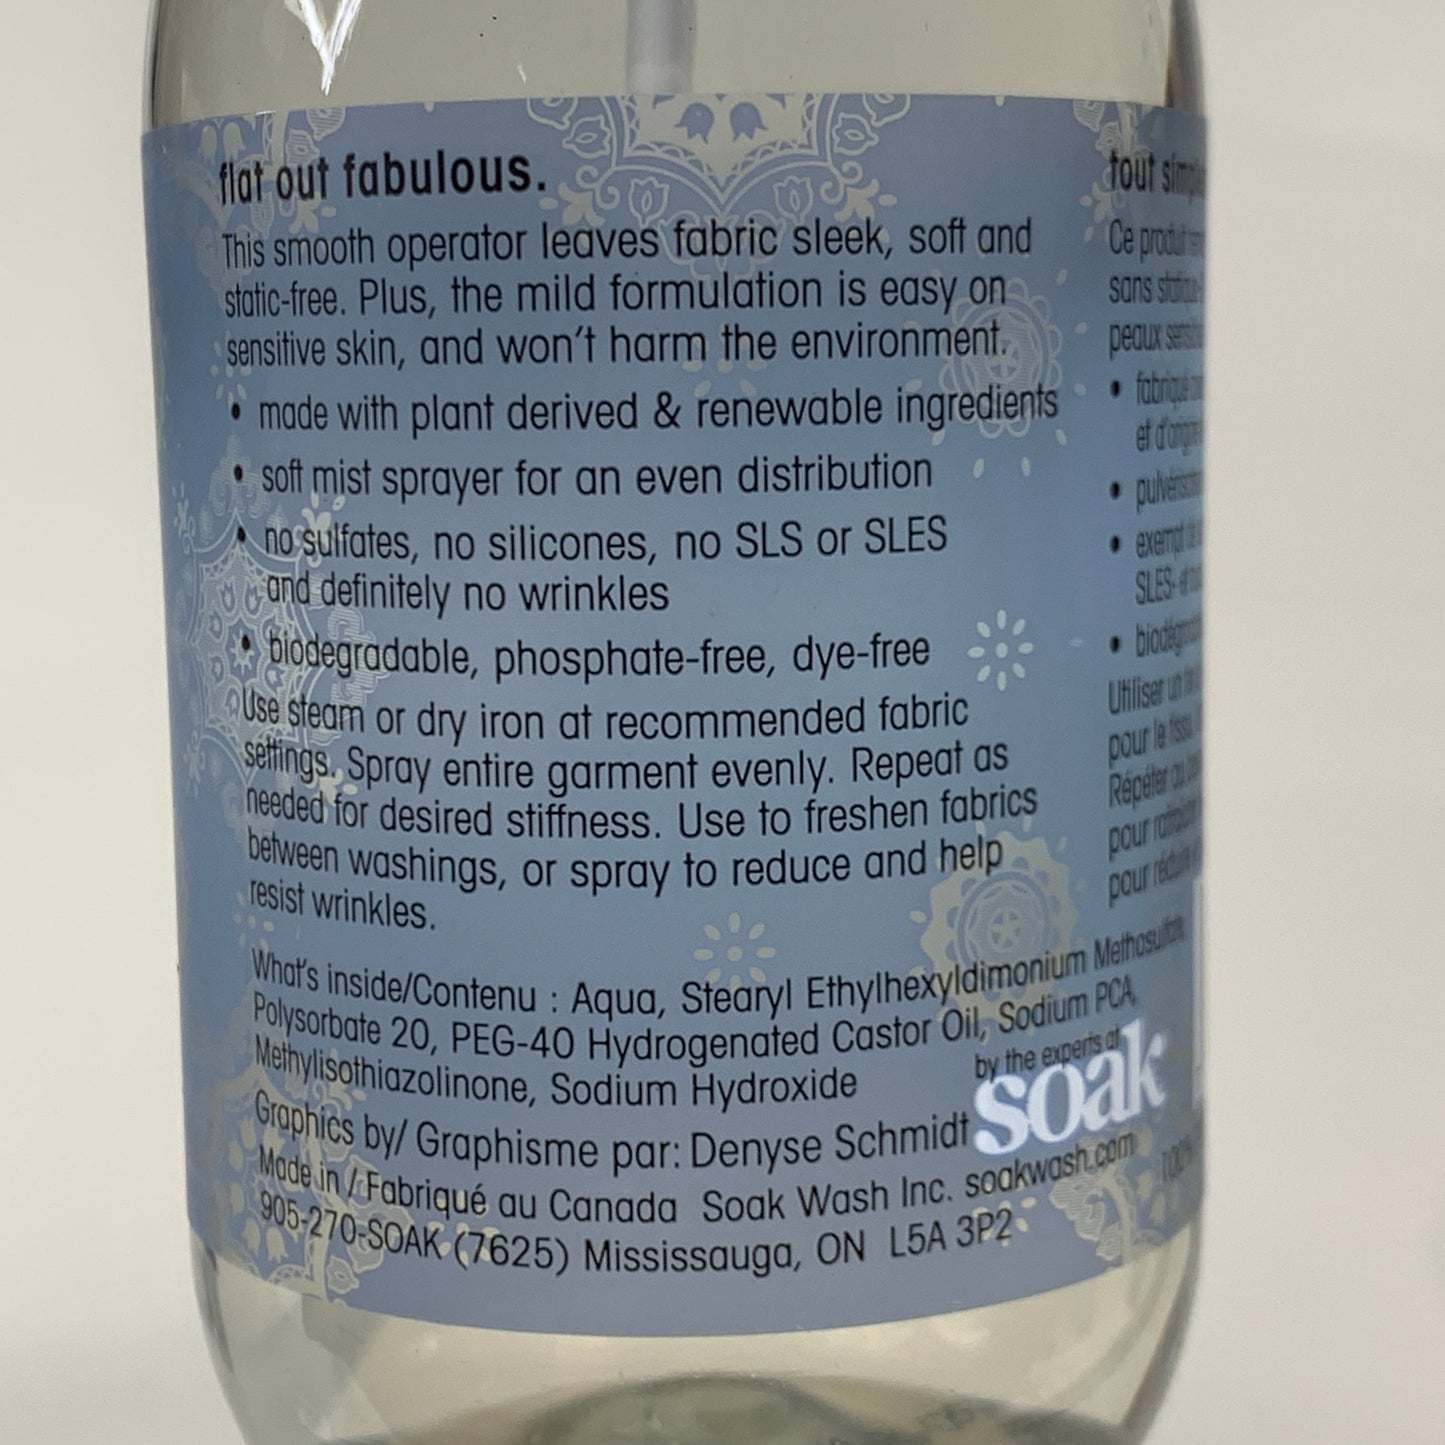 flat out fabulous.
This smooth operator leaves fabric sleek, soft and
static-free. Plus, the mild formulation is easy on
sensitive skin, and won't harm the environment.
• made with plant derived & renewable ingredients
• soft mist sprayer for an even distribution
• no sulfates, no silicones, no SLS or SLES
and definitely no wrinkles
• biodegradable, phosphate-free, dye-free
Use steam or dry iron at recommended fabric
settings. Spray entire garment evenly. Repeat as
needed for desired stiffness. Use to freshen fabrics
between washings, or spray to reduce and help
resist wrinkles.
What's inside/Contenu : Aqua, Stearyl Ethylhexyldimonium Methosulfate,
Polysorbate 20, PEG-40 Hydrogenated Castor Oil, Sodium PCA,
Methylisothiazolinone, Sodium Hydroxide
by the experts at
soak
Graphics by/ Graphisme par: Denyse Schmidt
Made in / Fabriqué au Canada Soak Wash Inc. soakwash.com
905-270-SOAK (7625) Mississauga, ON L5A 3P2
tout
Ce produit
sans
peaux
•
et
•
• exempt de
SLES- et
•
Utiliser un
pour le tissu.
Répéter au
pour
pour
100%